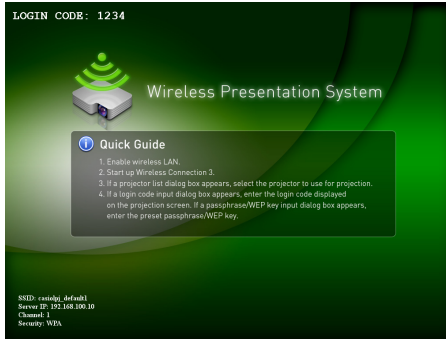 LOGIN CODE: 1234
Wireless Presentation System
Quick Guide
1. Enable wireless LAN.
2. Start up Wireless Connection 3.
3. If a projector list dialog box appears, select the projector to use for projection.
4. If a login code input dialog box appears, enter the login code displayed
on the projection screen. If a passphrase/WEP key input dialog box appears,
enter the preset passphrase/WEP key.
SSID: casiolpj_default1
Server IP: 192.168.100.10
Channel: 1
Security: WPA